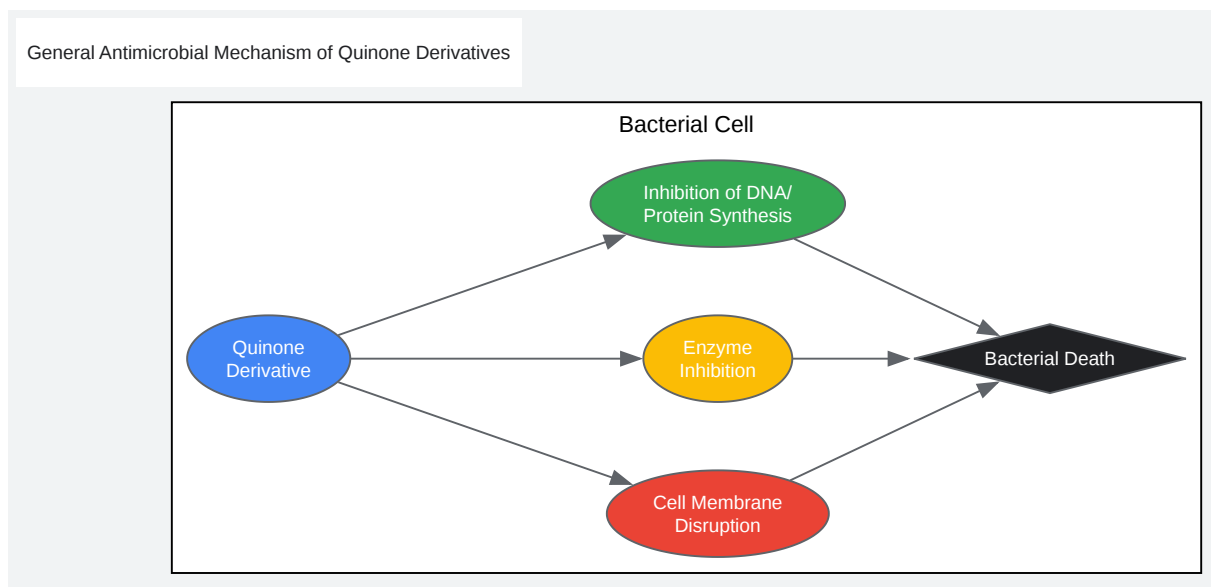 General Antimicrobial Mechanism of Quinone Derivatives
Bacterial Cell
Inhibition of DNA/
Protein Synthesis
Quinone
Derivative
Enzyme
Inhibition
Bacterial Death
Cell Membrane
Disruption